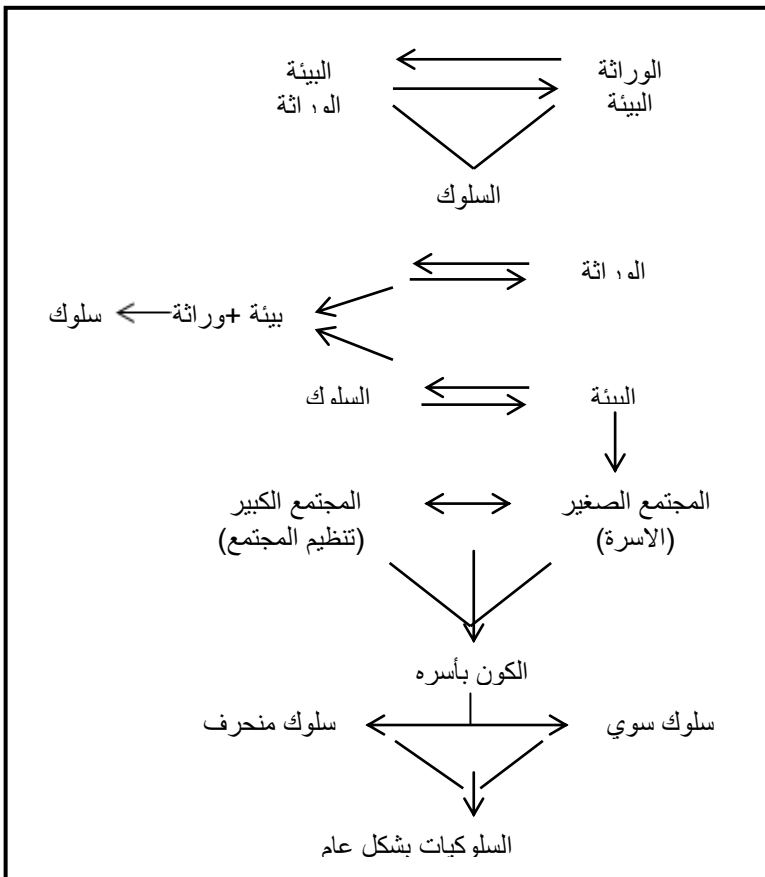 الوراثة
البيئة
البيئة
الوراثة
السلوك
الوراثة
بيئة +وراثة
سلوك
البيئة
السلوك
المجتمع الصغير
(الاسرة)
المجتمع الكبير
(تنظيم المجتمع)
الكون بأسره
سلوك سوي
سلوك منحرف
السلوكيات بشكل عام